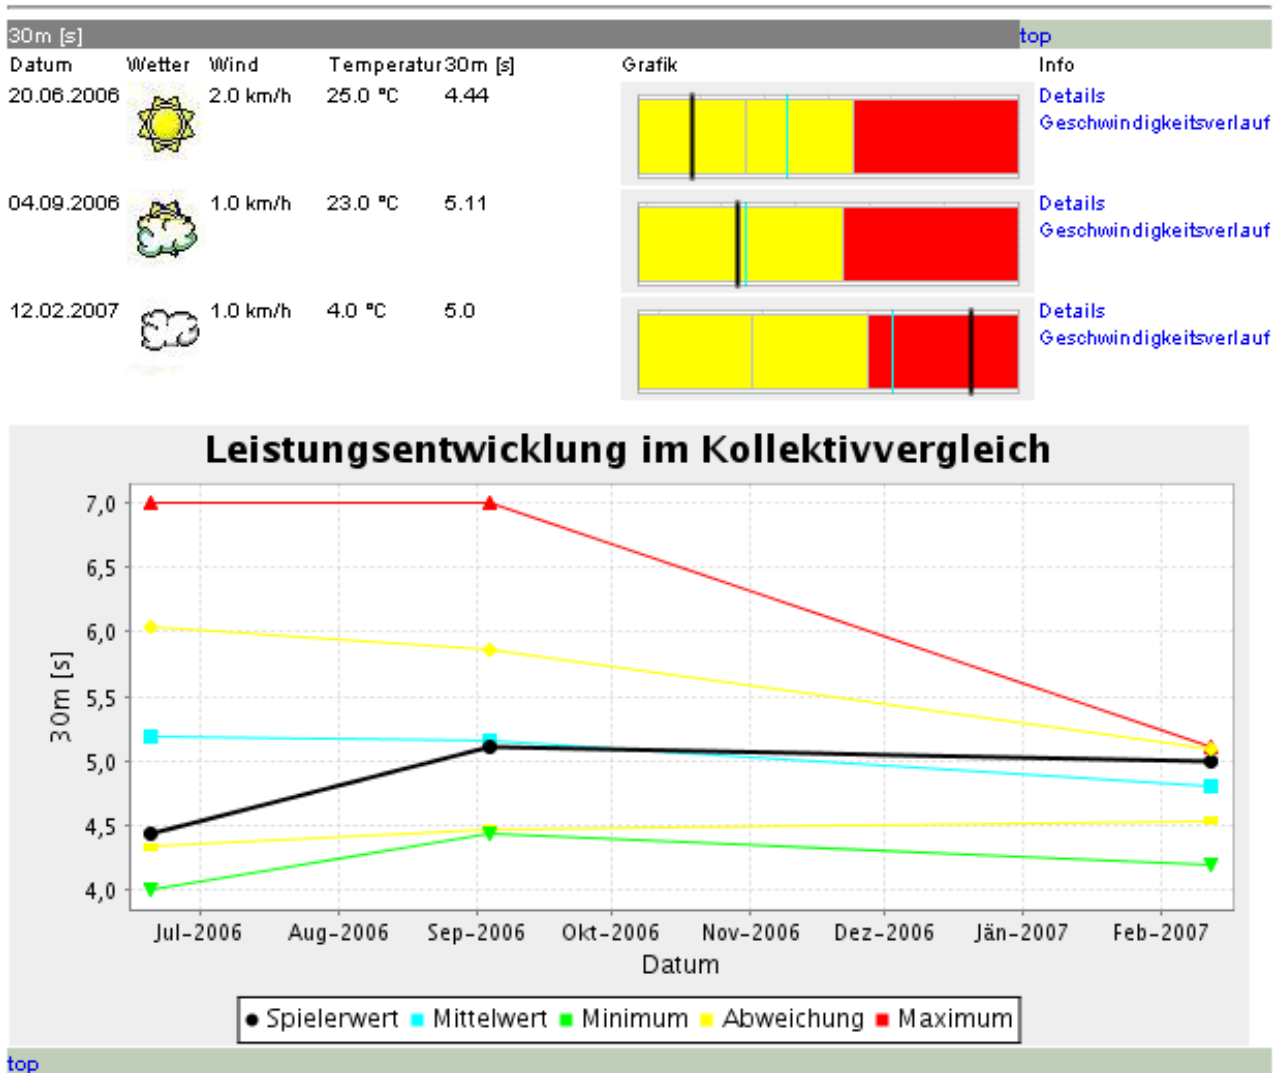 30m [s] top
Datum Wetter Wind Temperatur 30m [s] Grafik Info
20.06.2006 2.0 km/h 25.0 °C 4.44 Details
Geschwindigkeitsverlauf
04.09.2006 1.0 km/h 23.0 °C 5.11 Details
Geschwindigkeitsverlauf
12.02.2007 1.0 km/h 4.0 °C 5.0 Details
Geschwindigkeitsverlauf
Leistungsentwicklung im Kollektivvergleich
7,0
6,5
6,0
5,5
5,0
4,5
4,0
30m [s]
Jul-2006 Aug-2006 Sep-2006 Okt-2006 Nov-2006 Dez-2006 Jän-2007 Feb-2007
Datum
Spielerwert Mittelwert Minimum Abweichung Maximum
top